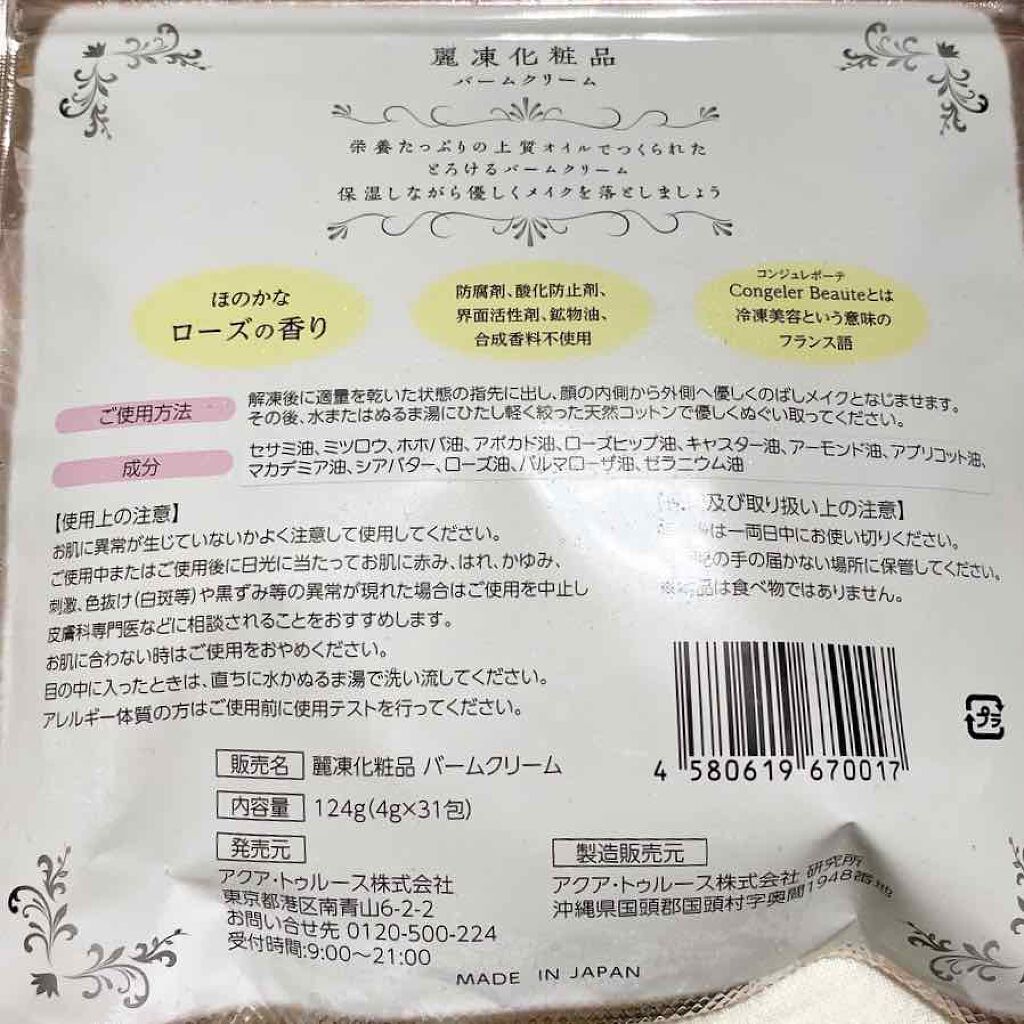 麗凍化粧品
バームクリーム
栄養たっぷりの上質オイルでつくられた
とろけるバームクリーム
保湿しながら優しくメイクを落としましょう
ほのかな
ローズの香り
防腐剤、酸化防止剤、
界面活性剤、鉱物油、
合成香料不使用
コンジュレボーテ
Congeler Beauteとは
冷凍美容という意味の
フランス語
ご使用方法
解凍後に適量を乾いた状態の指先に出し、顔の内側から外側へ優しくのばしメイクとなじませます。
その後、水またはぬるま湯にひたし軽く絞った天然コットンで優しくぬぐい取ってください。
成分
セサミ油、ミツロウ、ホホバ油、アボカド油、ローズヒップ油、キャスター油、アーモンド油、アプリコット油、
マカデミア油、シアバター、ローズ油、パルマローザ油、ゼラニウム油
【使用上の注意】
お肌に異常が生じていないかよく注意して使用してください。
ご使用中またはご使用後に日光に当たってお肌に赤み、はれ、かゆみ、
刺激、色抜け(白斑等)や黒ずみ等の異常が現れた場合はご使用を中止し
皮膚科専門医などに相談されることをおすすめします。
お肌に合わない時はご使用をおやめください。
目の中に入ったときは、直ちに水かぬるま湯で洗い流してください。
アレルギー体質の方はご使用前に使用テストを行ってください。
及び取り扱い上の注意】
は一両日中にお使い切りください。
の手の届かない場所に保管してください。
品は食べ物ではありません。
4 580619 670017
プラ
販売名 麗凍化粧品 バームクリーム
内容量 124g(4g×31包)
発売元
アクア・トゥルース株式会社
東京都港区南青山6-2-2
お問い合せ先 0120-500-224
受付時間:9:00～21:00
製造販売元
アクア・トゥルース株式会社 研究所
沖縄県国頭郡国頭村字奥間1948番地
MADE IN JAPAN